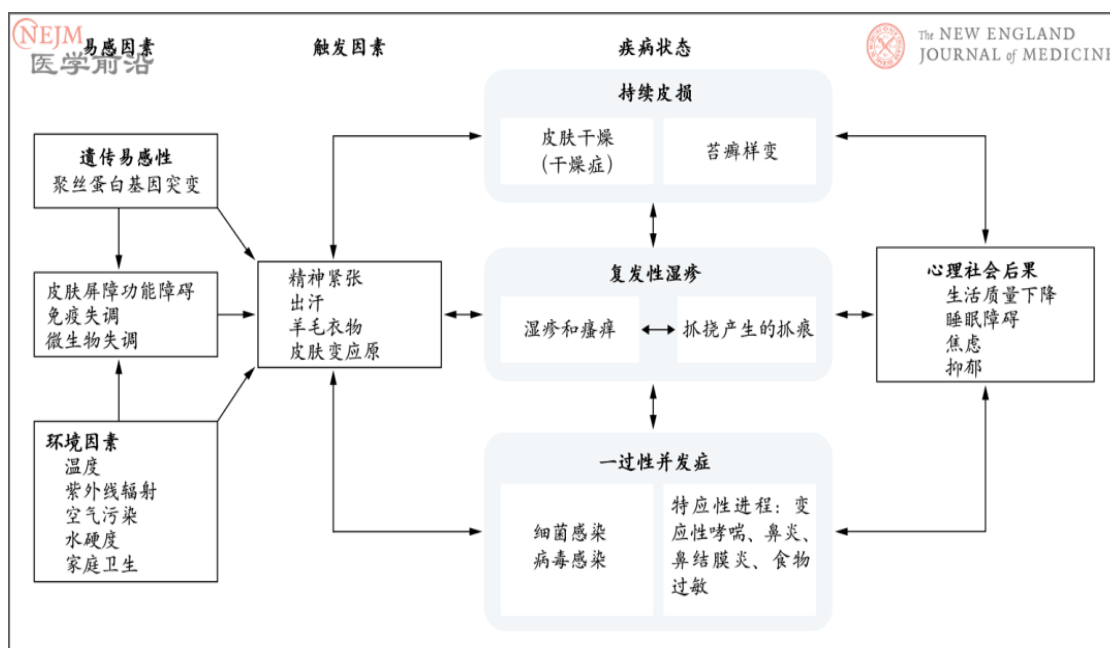 NEJM
医学前沿
易感因素
触发因素
疾病状态
The NEW ENGLAND
JOURNAL of MEDICINE
遗传易感性
聚丝蛋白基因突变
皮肤屏障功能障碍
免疫失调
微生物失调
环境因素
温度
紫外线辐射
空气污染
水硬度
家庭卫生
精神紧张
出汗
羊毛衣物
皮肤变应原
持续皮损
皮肤干燥
(干燥症)
苔癣样变
复发性湿疹
湿疹和瘙痒
抓挠产生的抓痕
一过性并发症
细菌感染
病毒感染
特应性进程：变
应性哮喘、鼻炎、
鼻结膜炎、食物
过敏
心理社会后果
生活质量下降
睡眠障碍
焦虑
抑郁